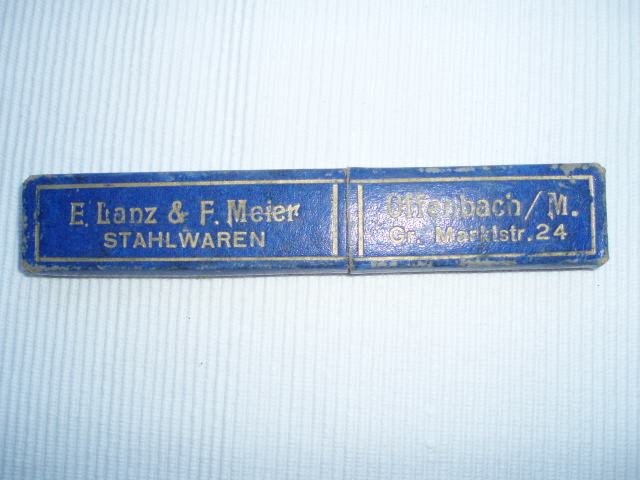 E. Lanz & F. Meier
STAHLWAREN
Offenbach/M.
Gr. Marktstr. 24